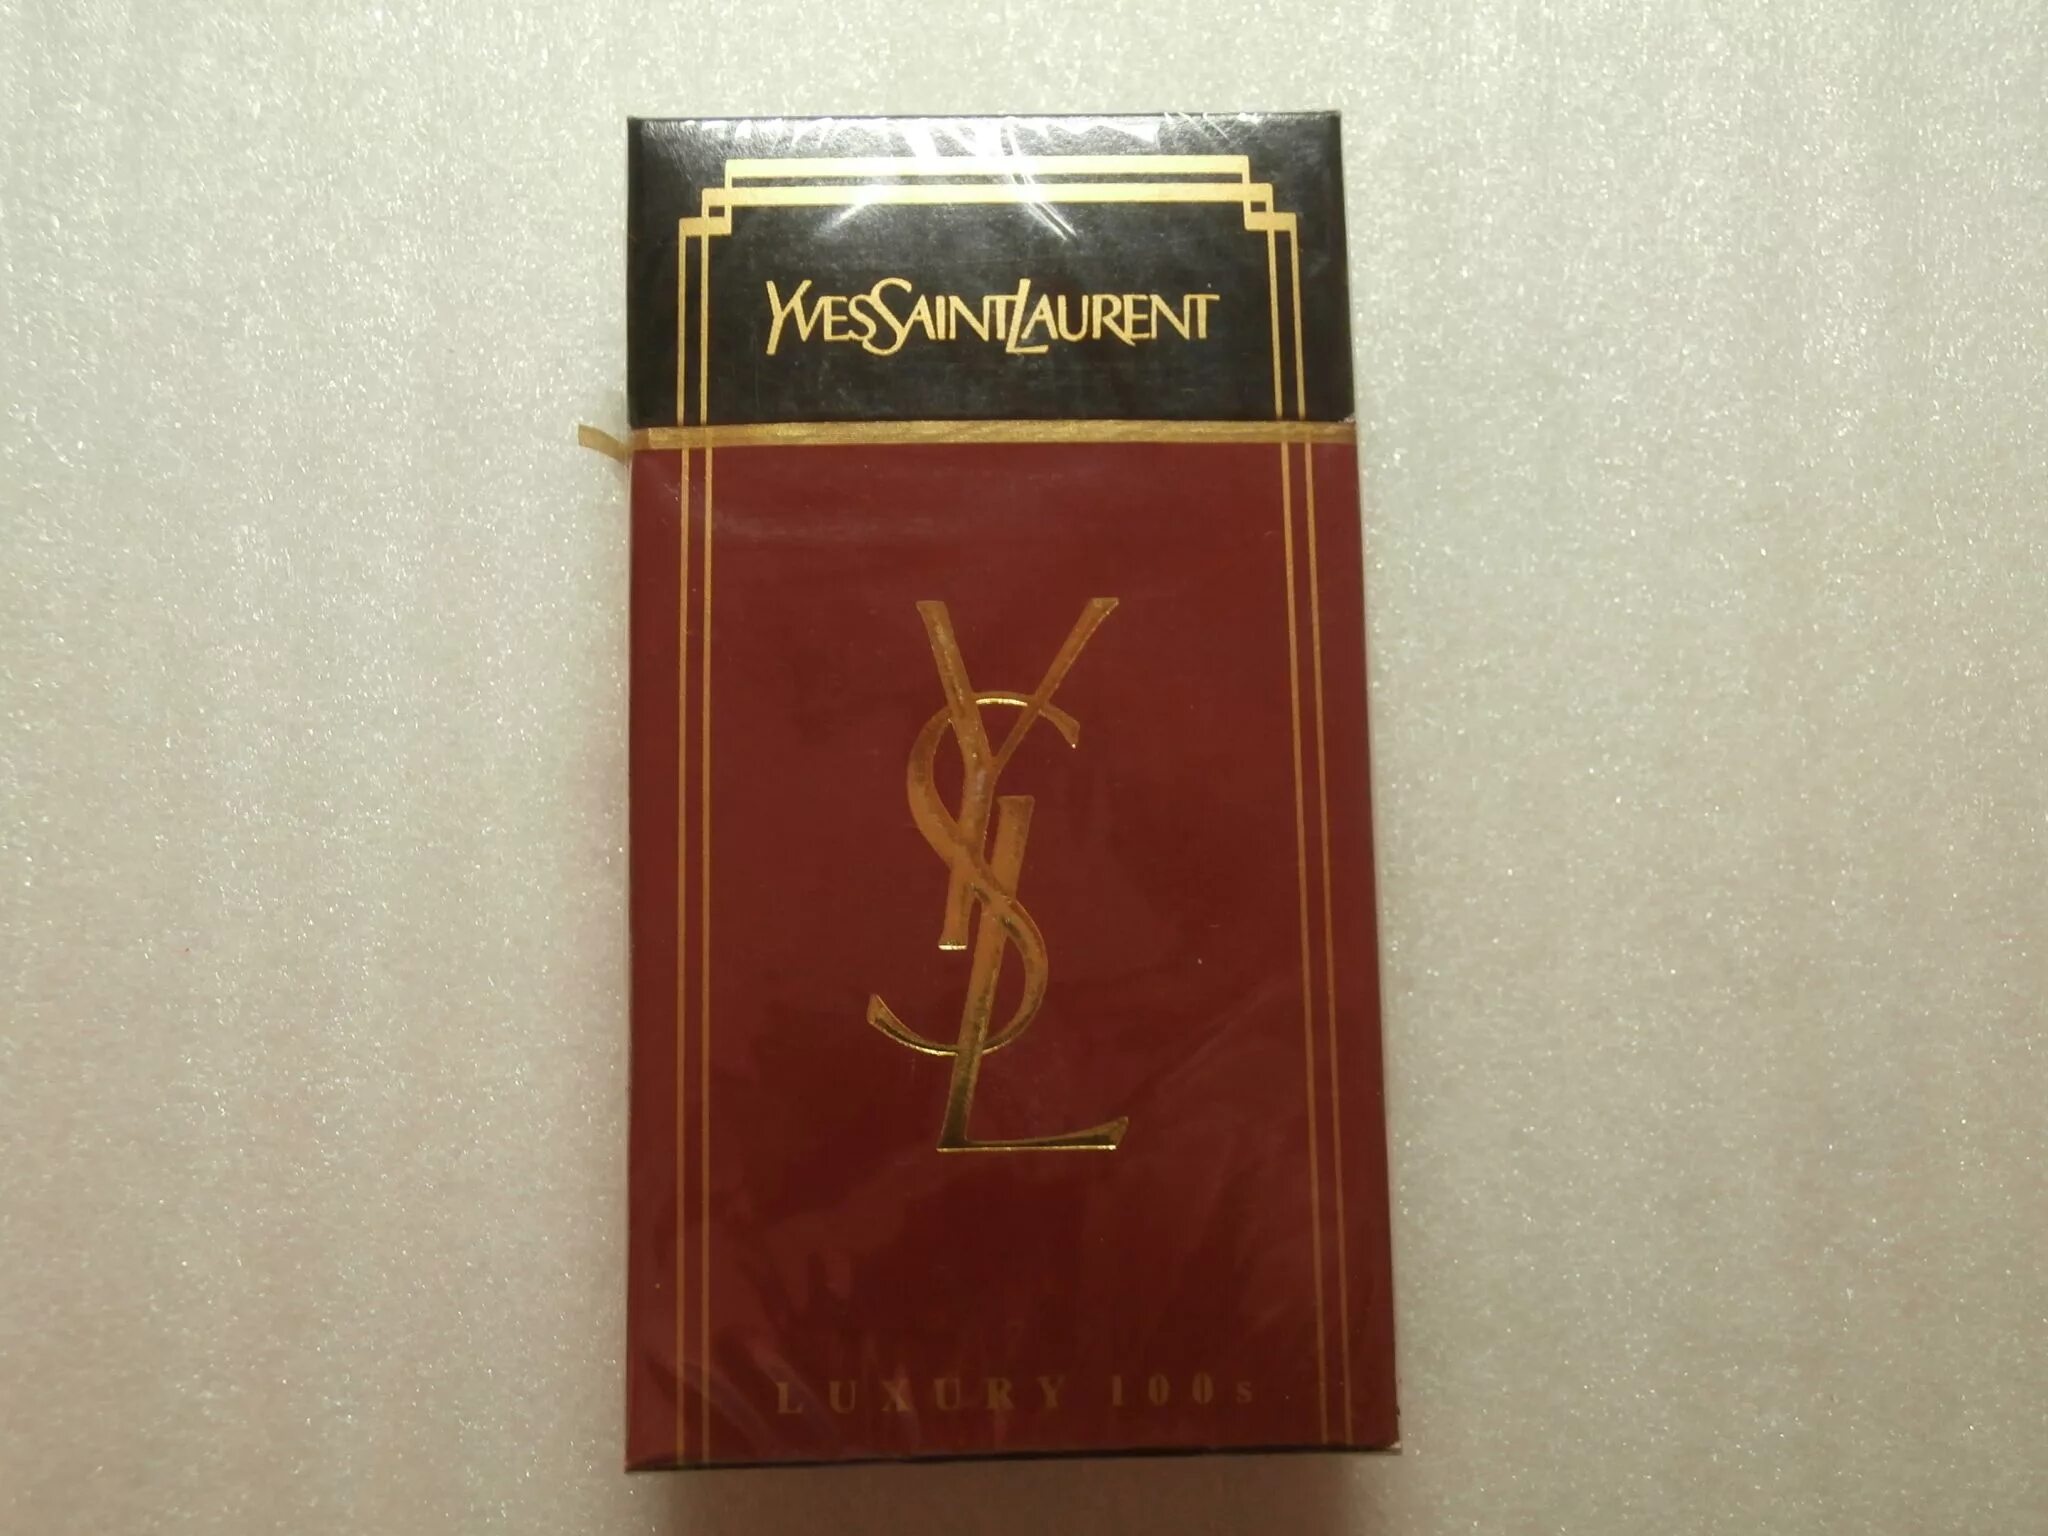 YVESSAINTLAURENT
YSL
LUXURY 100s